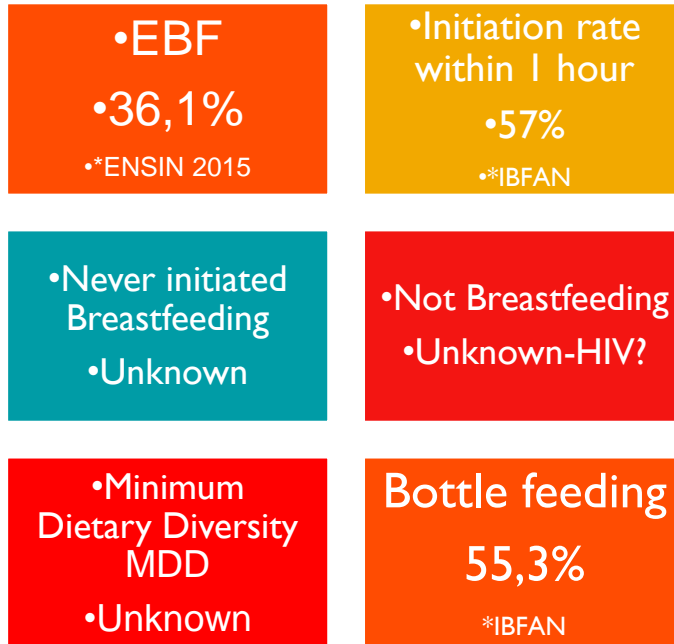 •EBF
•36,1%
•*ENSIN 2015
•Initiation rate
within 1 hour
•57%
•*IBFAN
•Never initiated
Breastfeeding
•Unknown
•Not Breastfeeding
•Unknown-HIV?
•Minimum
Dietary Diversity
MDD
•Unknown
Bottle feeding
55,3%
*IBFAN